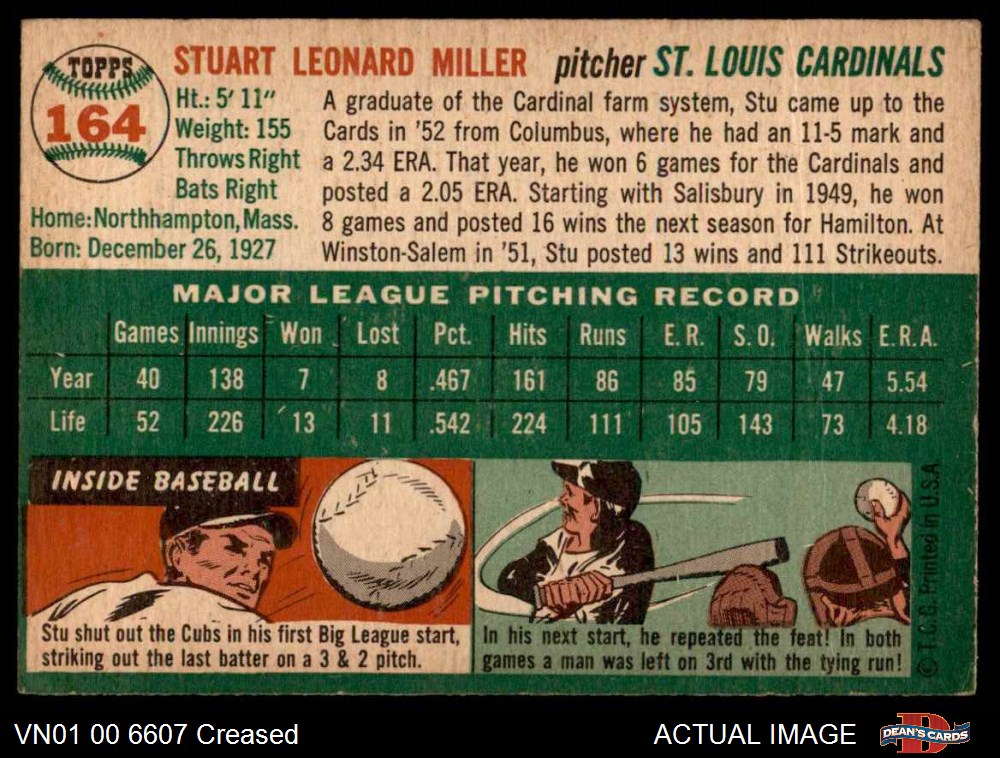 TOPPS
164
STUART LEONARD MILLER pitcher ST. LOUIS CARDINALS
Ht.: 5' 11"
Weight: 155
Throws Right
Bats Right
Home: Northhampton, Mass.
Born: December 26, 1927
A graduate of the Cardinal farm system, Stu came up to the
Cards in '52 from Columbus, where he had an 11-5 mark and
a 2.34 ERA. That year, he won 6 games for the Cardinals and
posted a 2.05 ERA. Starting with Salisbury in 1949, he won
8 games and posted 16 wins the next season for Hamilton. At
Winston-Salem in '51, Stu posted 13 wins and 111 Strikeouts.
MAJOR LEAGUE PITCHING RECORD
Games Innings Won Lost Pct. Hits Runs E.R. S.O. Walks E.R.A.
Year 40 138 7 8 .467 161 86 85 79 47 5.54
Life 52 226 13 11 .542 224 111 105 143 73 4.18
INSIDE BASEBALL
Stu shut out the Cubs in his first Big League start,
striking out the last batter on a 3 & 2 pitch.
In his next start, he repeated the feat! In both
games a man was left on 3rd with the tying run!
© T.C.G. Printed in U.S.A.
VN01 00 6607 Creased
ACTUAL IMAGE
DEAN'S CARDS